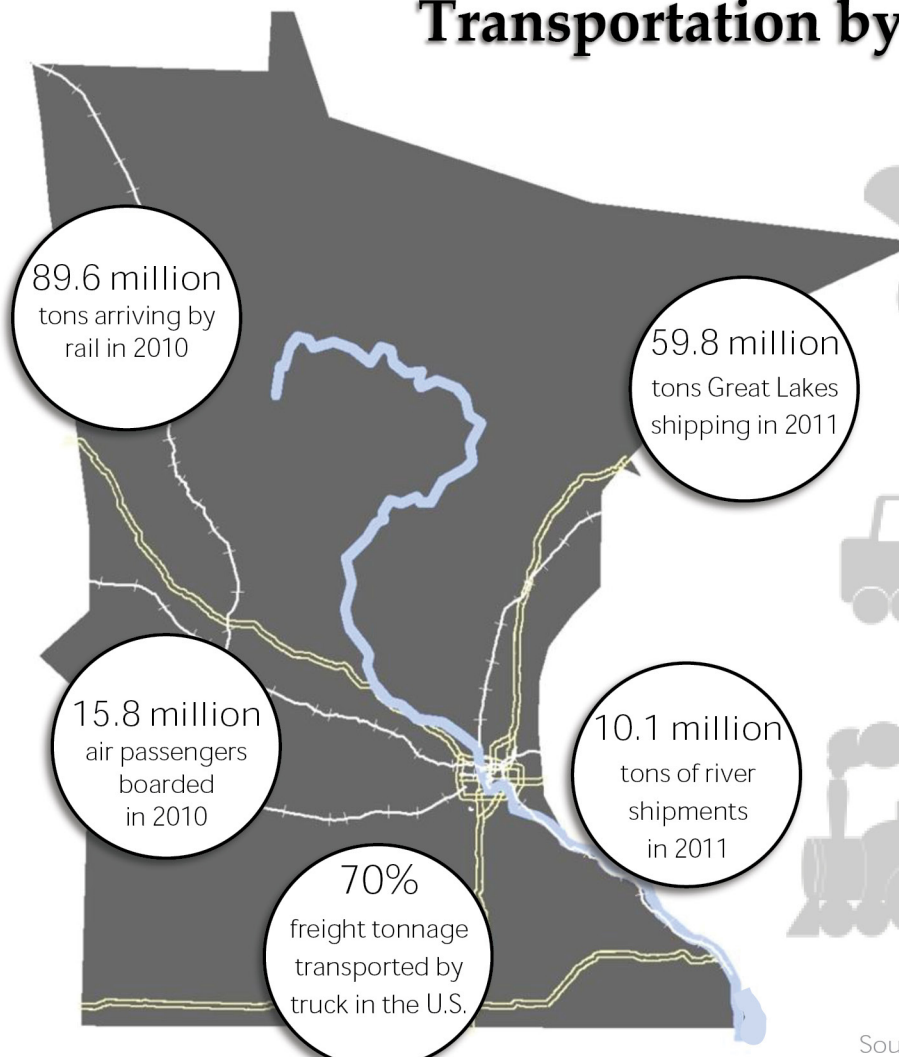 Transportation by
89.6 million
tons arriving by
rail in 2010
59.8 million
tons Great Lakes
shipping in 2011
15.8 million
air passengers
boarded
in 2010
10.1 million
tons of river
shipments
in 2011
70%
freight tonnage
transported by
truck in the U.S.